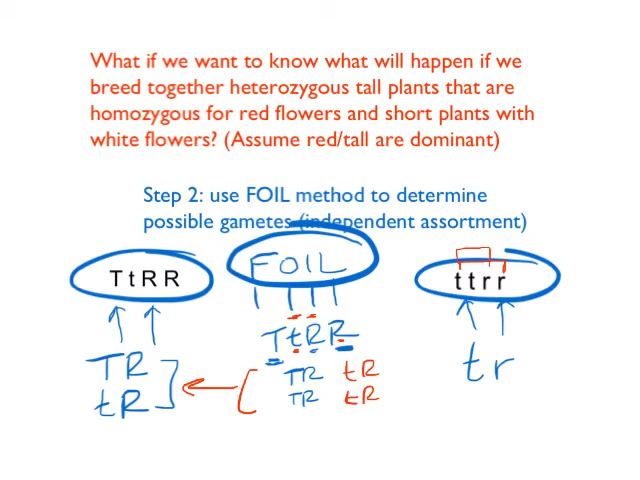 What if we want to know what will happen if we
breed together heterozygous tall plants that are
homozygous for red flowers and short plants with
white flowers? (Assume red/tall are dominant)
Step 2: use FOIL method to determine
possible gametes (independent assortment)
TtRR
FOIL
ttrr
TtRR
TR
tR
TR tR
TR tR
tr